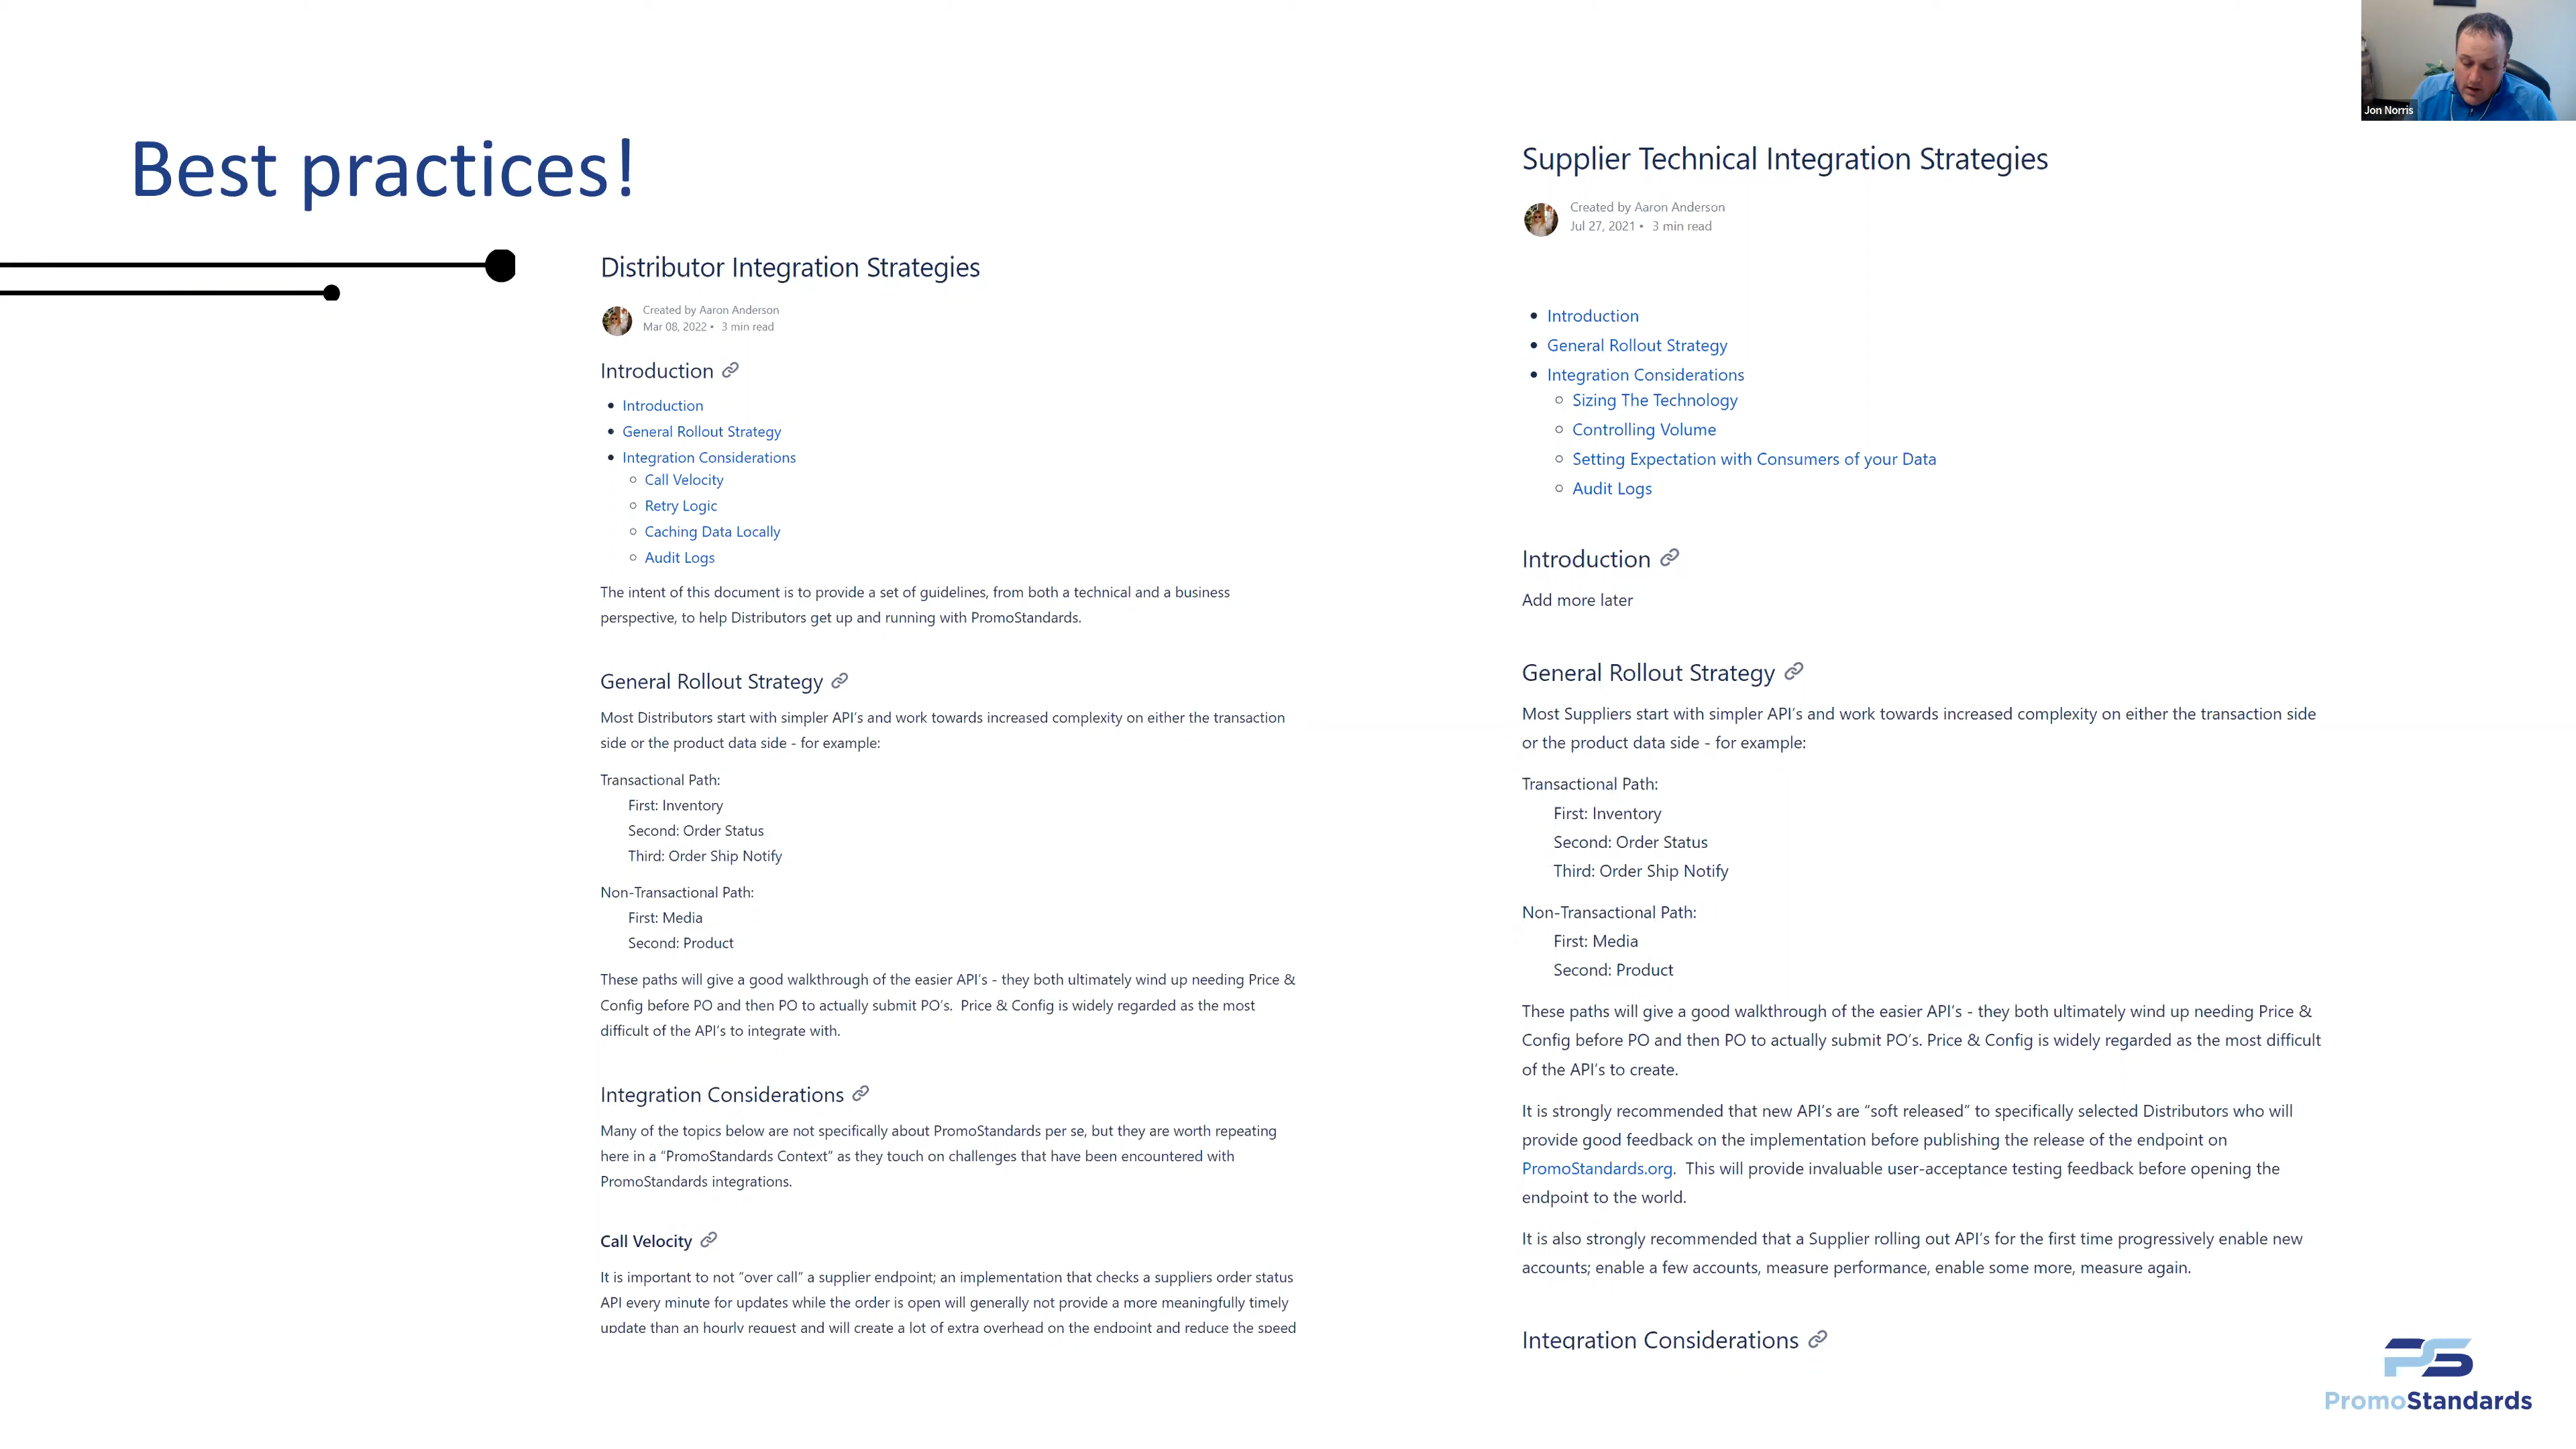 Best practices!
Distributor Integration Strategies
Created by Aaron Anderson
Mar 08, 2022 • 3 min read
Introduction
• Introduction
• General Rollout Strategy
• Integration Considerations
○ Call Velocity
○ Retry Logic
○ Caching Data Locally
○ Audit Logs
The intent of this document is to provide a set of guidelines, from both a technical and a business
perspective, to help Distributors get up and running with PromoStandards.
General Rollout Strategy
Most Distributors start with simpler API's and work towards increased complexity on either the transaction
side or the product data side - for example:
Transactional Path:
First: Inventory
Second: Order Status
Third: Order Ship Notify
Non-Transactional Path:
First: Media
Second: Product
These paths will give a good walkthrough of the easier API's - they both ultimately wind up needing Price &
Config before PO and then PO to actually submit PO's. Price & Config is widely regarded as the most
difficult of the API's to integrate with.
Integration Considerations
Many of the topics below are not specifically about PromoStandards per se, but they are worth repeating
here in a “PromoStandards Context” as they touch on challenges that have been encountered with
PromoStandards integrations.
Call Velocity
It is important to not “over call” a supplier endpoint; an implementation that checks a suppliers order status
API every minute for updates while the order is open will generally not provide a more meaningfully timely
update than an hourly request and will create a lot of extra overhead on the endpoint and reduce the speed
Supplier Technical Integration Strategies
Created by Aaron Anderson
Jul 27, 2021 • 3 min read
• Introduction
• General Rollout Strategy
• Integration Considerations
○ Sizing The Technology
○ Controlling Volume
○ Setting Expectation with Consumers of your Data
○ Audit Logs
Introduction
Add more later
General Rollout Strategy
Most Suppliers start with simpler API's and work towards increased complexity on either the transaction side
or the product data side - for example:
Transactional Path:
First: Inventory
Second: Order Status
Third: Order Ship Notify
Non-Transactional Path:
First: Media
Second: Product
These paths will give a good walkthrough of the easier API's - they both ultimately wind up needing Price &
Config before PO and then PO to actually submit PO's. Price & Config is widely regarded as the most difficult
of the API's to create.
It is strongly recommended that new API's are “soft released” to specifically selected Distributors who will
provide good feedback on the implementation before publishing the release of the endpoint on
PromoStandards.org. This will provide invaluable user-acceptance testing feedback before opening the
endpoint to the world.
It is also strongly recommended that a Supplier rolling out API's for the first time progressively enable new
accounts; enable a few accounts, measure performance, enable some more, measure again.
Integration Considerations
Jon Norris
PS
PromoStandards